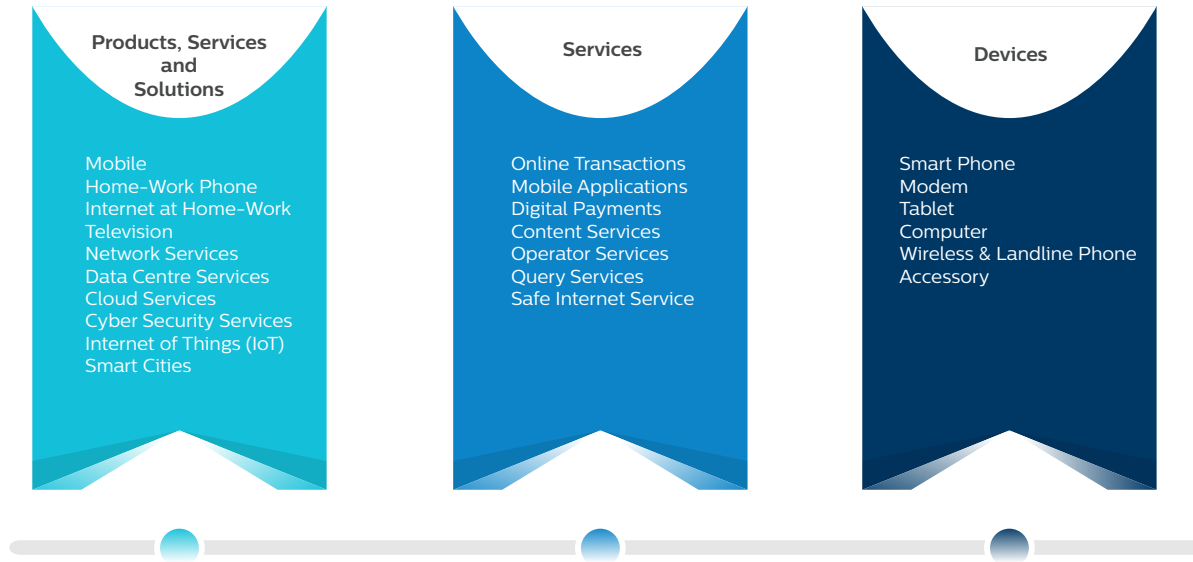 Products, Services
and
Solutions
Mobile
Home-Work Phone
Internet at Home-Work
Television
Network Services
Data Centre Services
Cloud Services
Cyber Security Services
Internet of Things (IoT)
Smart Cities
Services
Online Transactions
Mobile Applications
Digital Payments
Content Services
Operator Services
Query Services
Safe Internet Service
Devices
Smart Phone
Modem
Tablet
Computer
Wireless & Landline Phone
Accessory